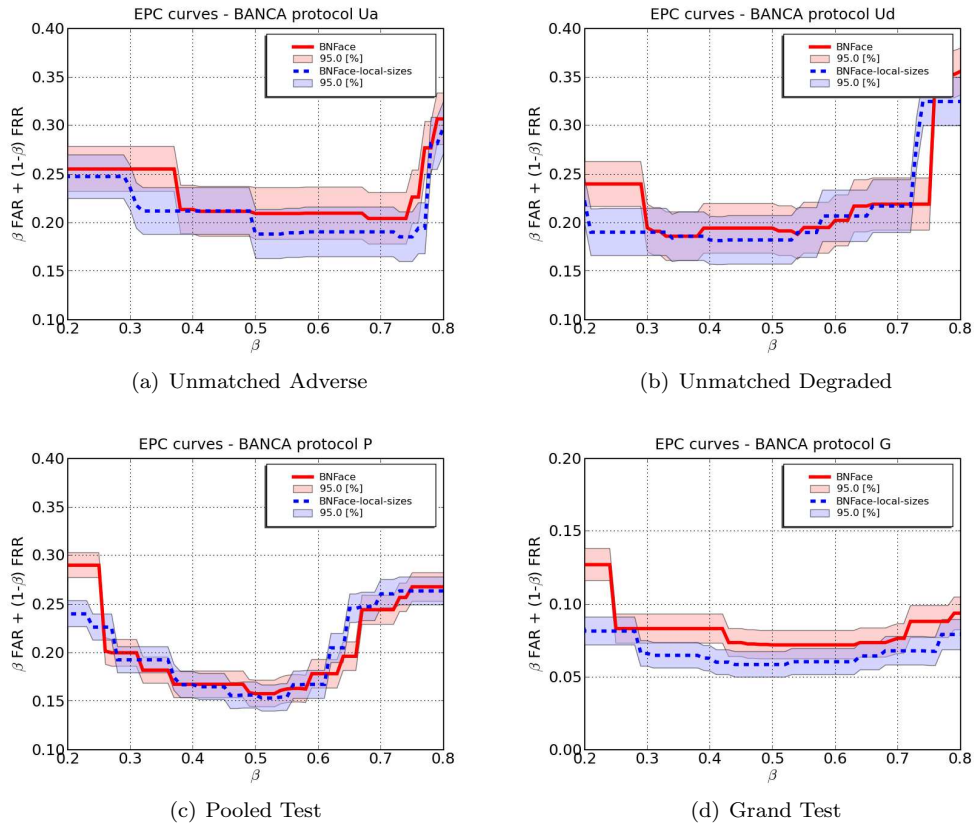 EPC curves - BANCA protocol Ua
β FAR + (1-β) FRR
0.40
0.35
0.30
0.25
0.20
0.15
0.10
BNFace
95.0 [%]
BNFace-local-sizes
95.0 [%]
0.2 0.3 0.4 0.5 0.6 0.7 0.8
β
(a) Unmatched Adverse
EPC curves - BANCA protocol Ud
β FAR + (1-β) FRR
0.40
0.35
0.30
0.25
0.20
0.15
0.10
BNFace
95.0 [%]
BNFace-local-sizes
95.0 [%]
0.2 0.3 0.4 0.5 0.6 0.7 0.8
β
(b) Unmatched Degraded
EPC curves - BANCA protocol P
β FAR + (1-β) FRR
0.40
0.35
0.30
0.25
0.20
0.15
0.10
BNFace
95.0 [%]
BNFace-local-sizes
95.0 [%]
0.2 0.3 0.4 0.5 0.6 0.7 0.8
β
(c) Pooled Test
EPC curves - BANCA protocol G
β FAR + (1-β) FRR
0.20
0.15
0.10
0.05
0.00
BNFace
95.0 [%]
BNFace-local-sizes
95.0 [%]
0.2 0.3 0.4 0.5 0.6 0.7 0.8
β
(d) Grand Test